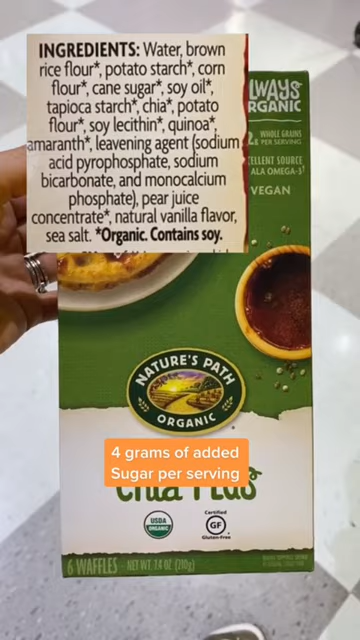 INGREDIENTS: Water, brown
rice flour*, potato starch*, corn
flour*, cane sugar*, soy oil*,
tapioca starch*, chia*, potato
flour*, soy lecithin*, quinoa*,
amaranth*, leavening agent (sodium
acid pyrophosphate, sodium
bicarbonate, and monocalcium
phosphate), pear juice
concentrate*, natural vanilla flavor,
sea salt. *Organic. Contains soy.
LWAYS
RGANIC
WHOLE GRAINS
PER SERVING
CELLENT SOURCE
ALA OMEGA-3†
VEGAN
NATURE'S PATH
ORGANIC
4 grams of added
Sugar per serving
Chia Plus
USDA
ORGANIC
Certified
GF
Gluten-Free
6 WAFFLES NET WT. 7.4 OZ (210g)